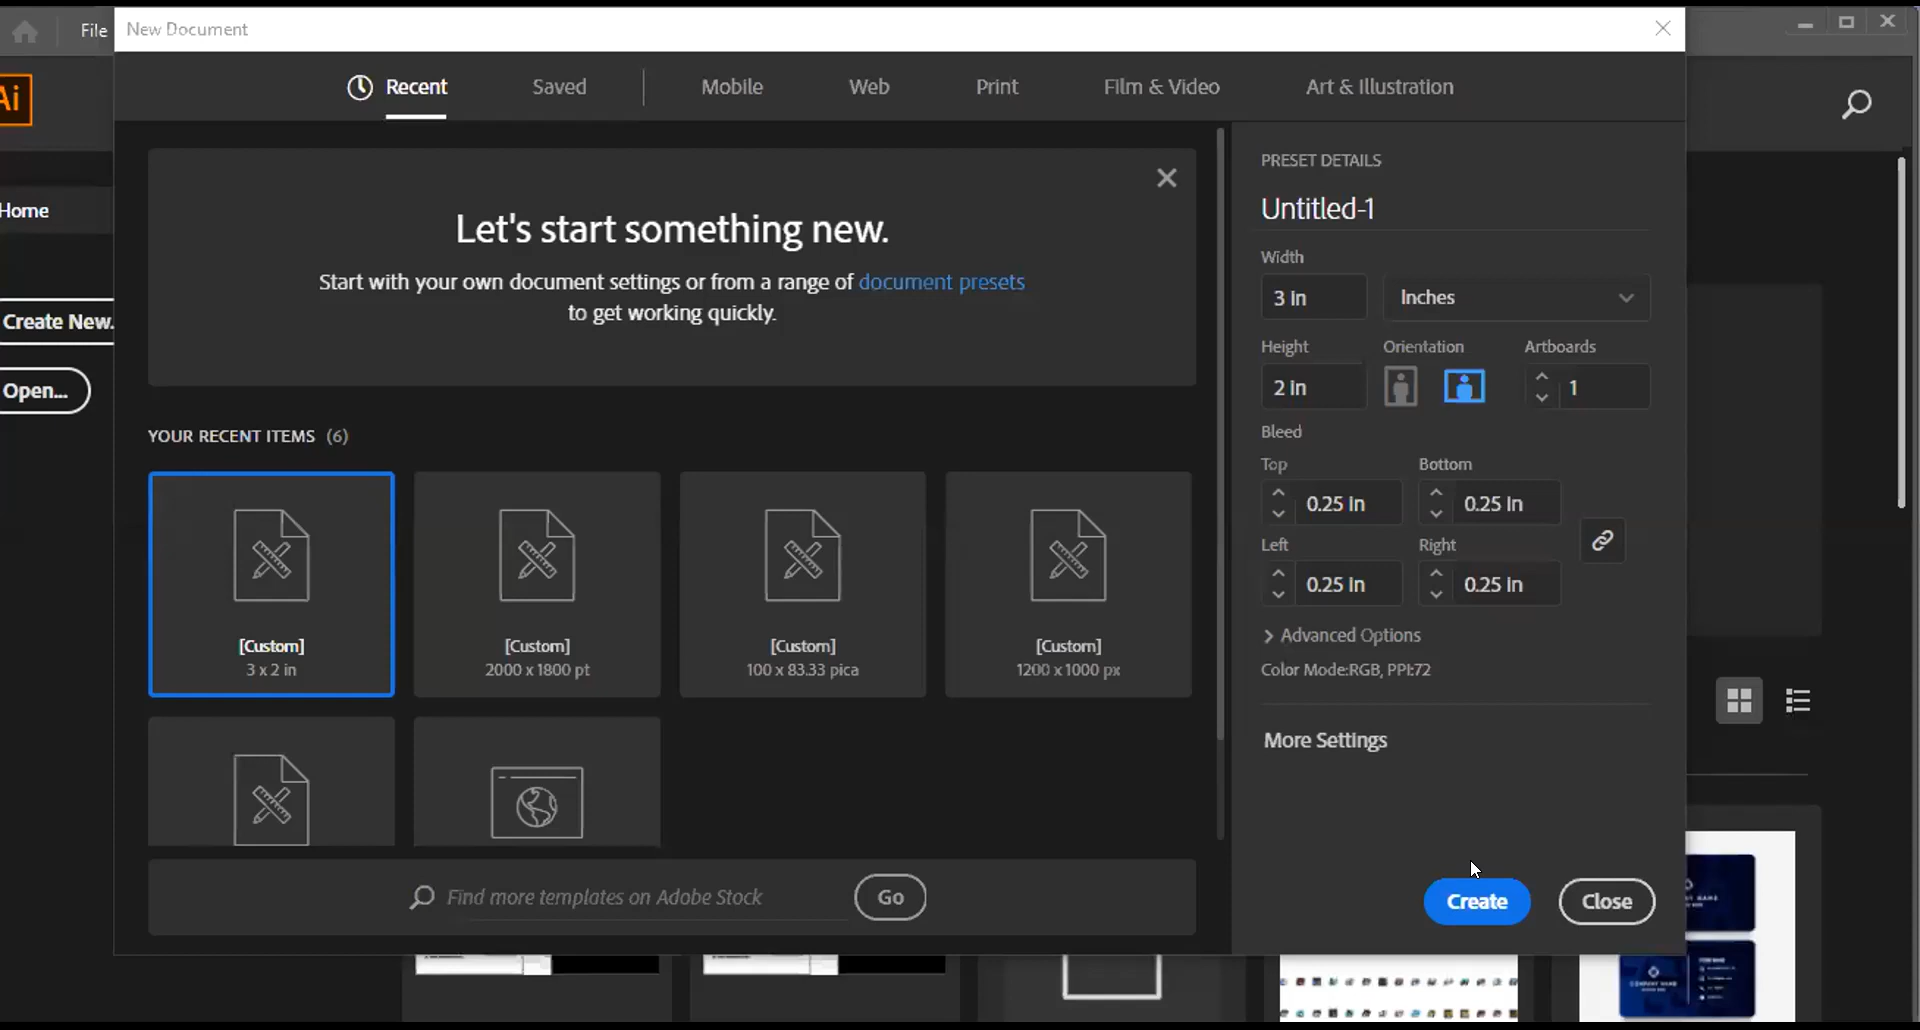 File
New Document
Ai
Recent
Saved
Mobile
Web
Print
Film & Video
Art & Illustration
Home
Create New.
Open...
Let's start something new.
Start with your own document settings or from a range of document presets
to get working quickly.
YOUR RECENT ITEMS (6)
[Custom]
3 x 2 in
[Custom]
2000 x 1800 pt
[Custom]
100 x 83.33 pica
[Custom]
1200 x 1000 px
Find more templates on Adobe Stock
Go
PRESET DETAILS
Untitled-1
Width
3 in
Inches
Height
Orientation
Artboards
2 in
1
Bleed
Top
Bottom
0.25 in
0.25 in
Left
Right
0.25 in
0.25 in
Advanced Options
Color Mode:RGB, PPI:72
More Settings
Create
Close
COMPANY NAME